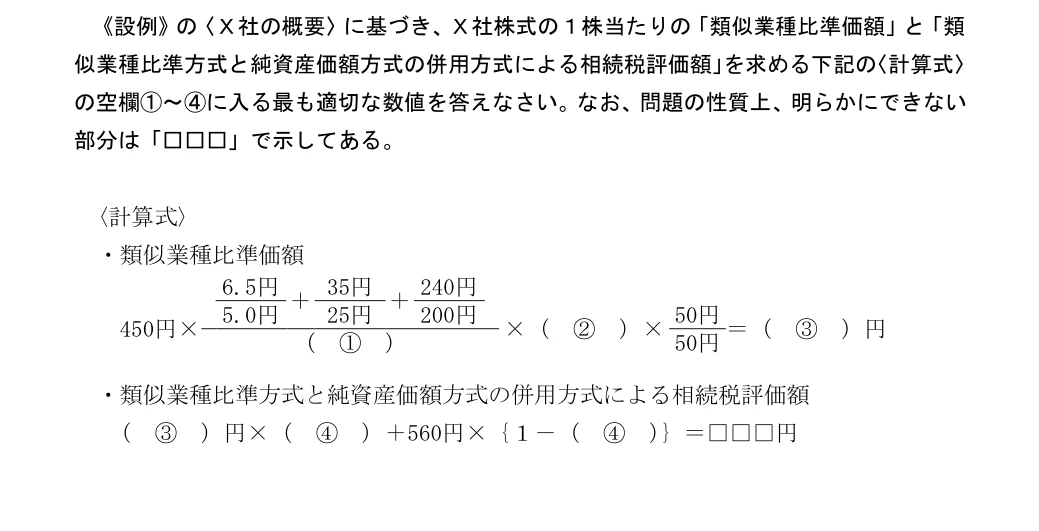 《設例》の〈X社の概要〉に基づき、X社株式の1株当たりの「類似業種比準価額」と「類
似業種比準方式と純資産価額方式の併用方式による相続税評価額」を求める下記の〈計算式〉
の空欄①～④に入る最も適切な数値を答えなさい。なお、問題の性質上、明らかにできない
部分は「□□□」で示してある。
〈計算式〉
・類似業種比準価額
6.5円 35円 240円
450円× 5.0円 + 25円 + 200円 ×( ② )× 50円 =( ③ )円
( ① ) 50円
・類似業種比準方式と純資産価額方式の併用方式による相続税評価額
( ③ )円×( ④ )+560円×{1-( ④ )}=□□□円